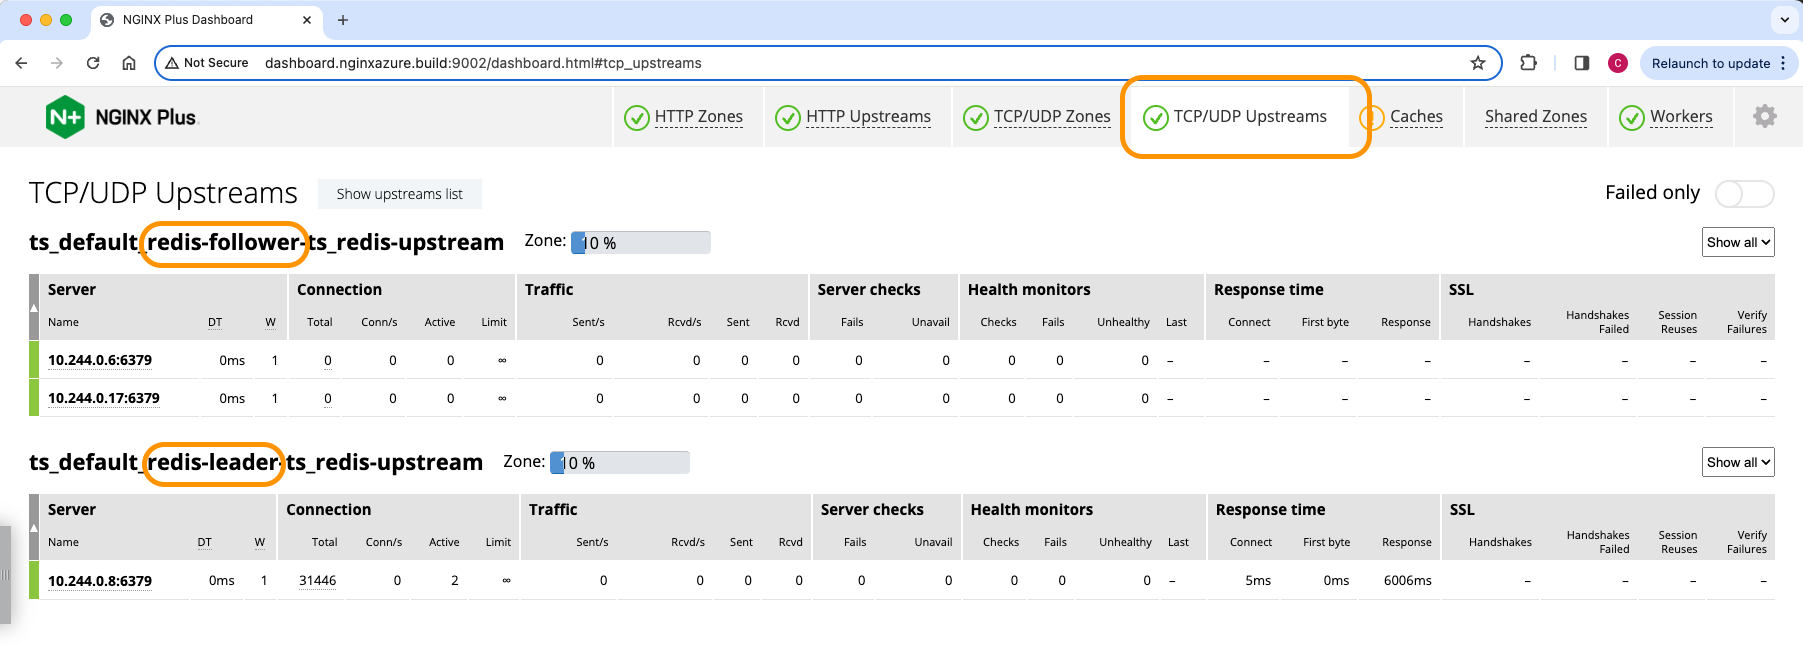 NGINX Plus Dashboard
Not Secure dashboard.nginxazure.build:9002/dashboard.html#tcp_upstreams C Relaunch to update
N+ NGINX Plus HTTP Zones HTTP Upstreams TCP/UDP Zones TCP/UDP Upstreams Caches Shared Zones Workers
TCP/UDP Upstreams Show upstreams list Failed only
ts_default_redis-follower-ts_redis-upstream Zone: 10 % Show all
Server Connection Traffic Server checks Health monitors Response time SSL
Name DT W Total Conn/s Active Limit Sent/s Rcvd/s Sent Rcvd Fails Unavail Checks Fails Unhealthy Last Connect First byte Response Handshakes Handshakes Failed Session Reuses Verify Failures
10.244.0.6:6379 0ms 1 0 0 0 ∞ 0 0 0 0 0 0 0 0 0 – – – – – – – –
10.244.0.17:6379 0ms 1 0 0 0 ∞ 0 0 0 0 0 0 0 0 0 – – – – – – – –
ts_default_redis-leader-ts_redis-upstream Zone: 10 % Show all
Server Connection Traffic Server checks Health monitors Response time SSL
Name DT W Total Conn/s Active Limit Sent/s Rcvd/s Sent Rcvd Fails Unavail Checks Fails Unhealthy Last Connect First byte Response Handshakes Handshakes Failed Session Reuses Verify Failures
10.244.0.8:6379 0ms 1 31446 0 2 ∞ 0 0 0 0 0 0 0 0 0 – 5ms 0ms 6006ms – – – –